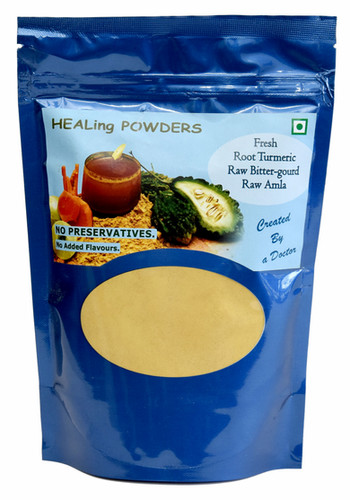 HEALing POWDERS
Fresh
Root Turmeric
Raw Bitter-gourd
Raw Amla
Created
By
a Doctor
NO PRESERVATIVES.
No Added Flavours.